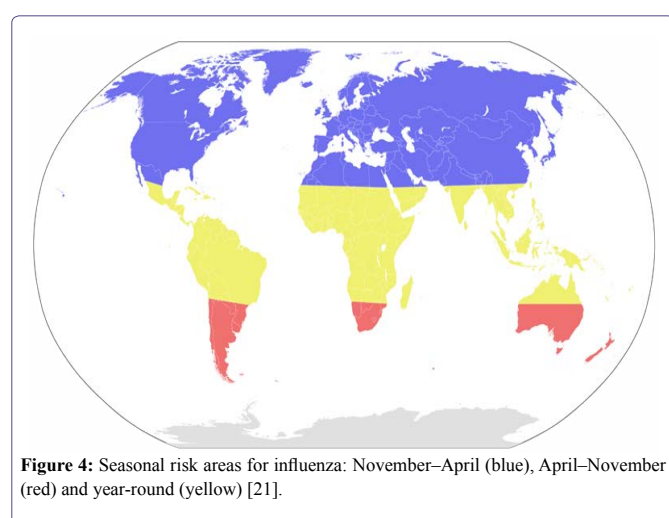 Figure 4: Seasonal risk areas for influenza: November–April (blue), April–November
(red) and year-round (yellow) [21].